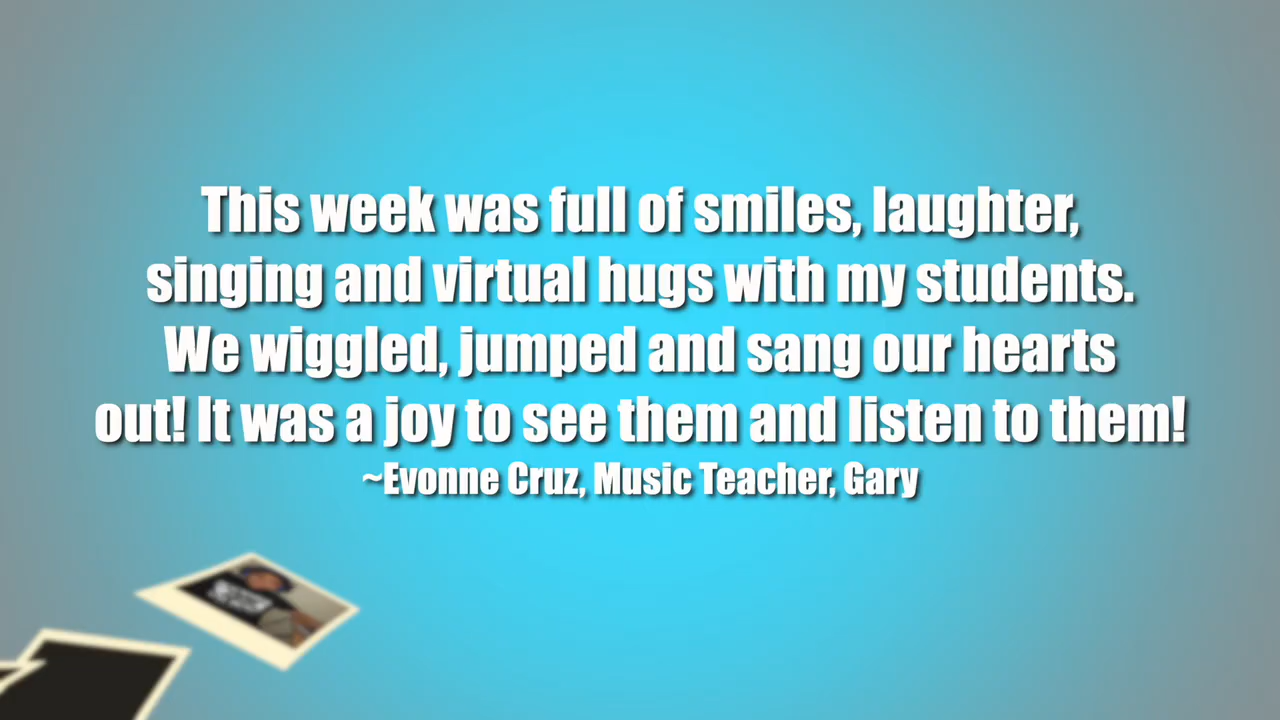 This week was full of smiles, laughter,
singing and virtual hugs with my students.
We wiggled, jumped and sang our hearts
out! It was a joy to see them and listen to them!
~Evonne Cruz, Music Teacher, Gary